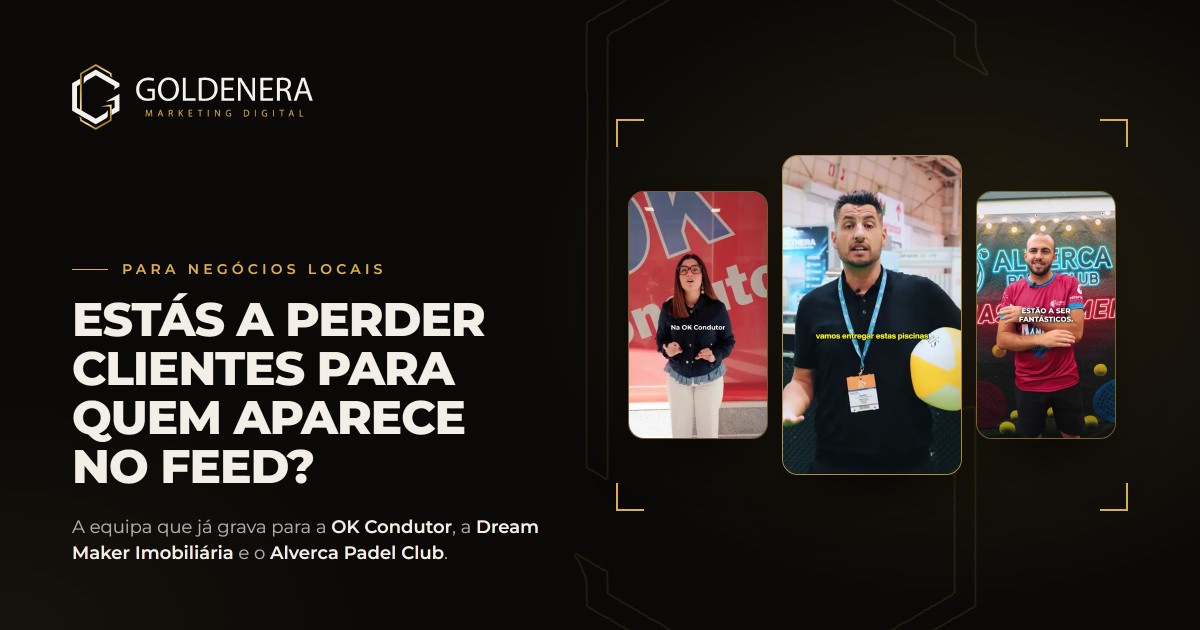 GOLDENERA
MARKETING DIGITAL
PARA NEGÓCIOS LOCAIS
ESTÁS A PERDER
CLIENTES PARA
QUEM APARECE
NO FEED?
A equipa que já grava para a OK Condutor, a Dream
Maker Imobiliária e o Alverca Padel Club.
OK
Na OK Condutor
vamos entregar estas piscinas
ALVERCA
ESTÃO A SER
FANTÁSTICOS.